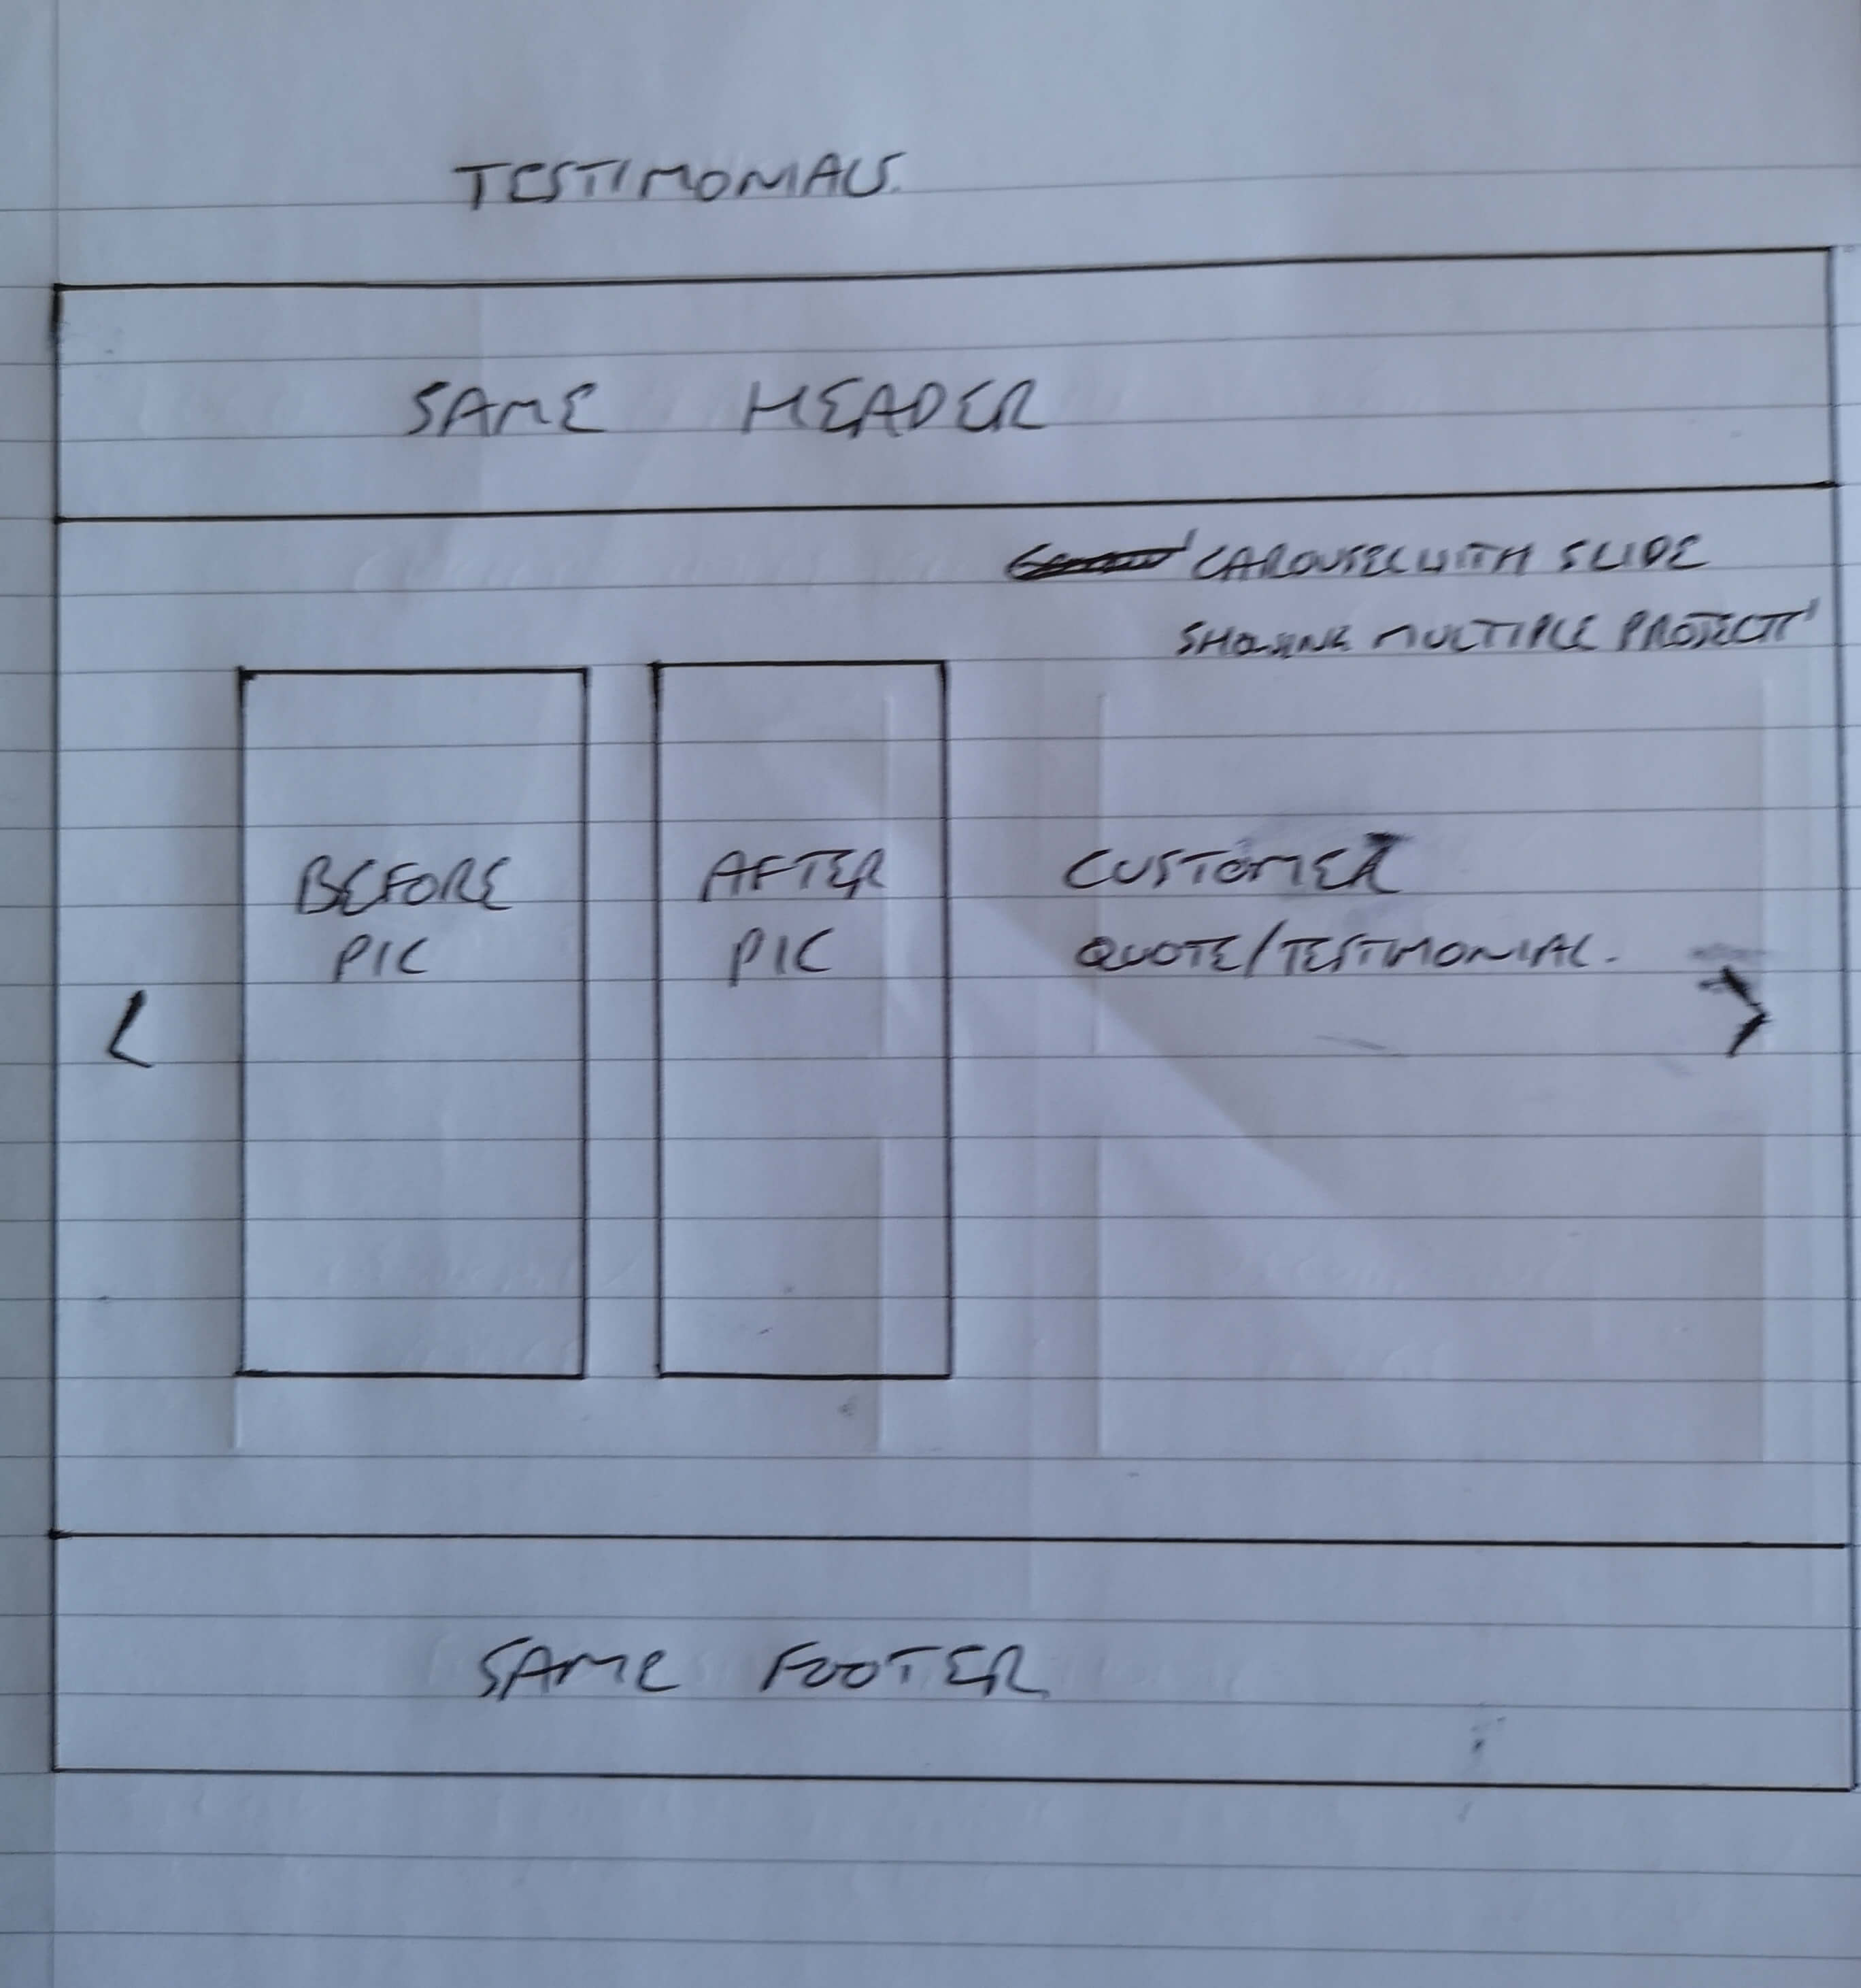 TESTIMONIALS.
SAME HEADER
'CAROUSEL WITH SLIDE
SHOWING MULTIPLE PROJECTS'
BEFORE
PIC
AFTER
PIC
CUSTOMER
QUOTE/TESTIMONIAL.
<
>
SAME FOOTER